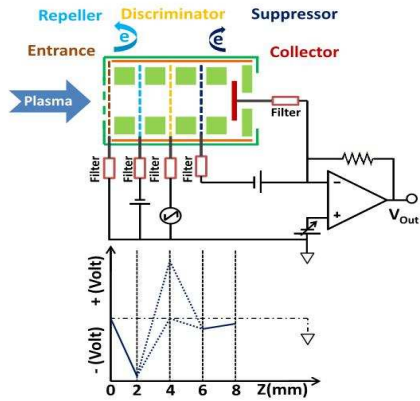 Repeller Discriminator Suppressor
e e
Entrance Collector
Plasma
Filter
Filter Filter Filter Filter
−
+
V Out
+ (Volt)
- (Volt)
0 2 4 6 8 Z(mm)